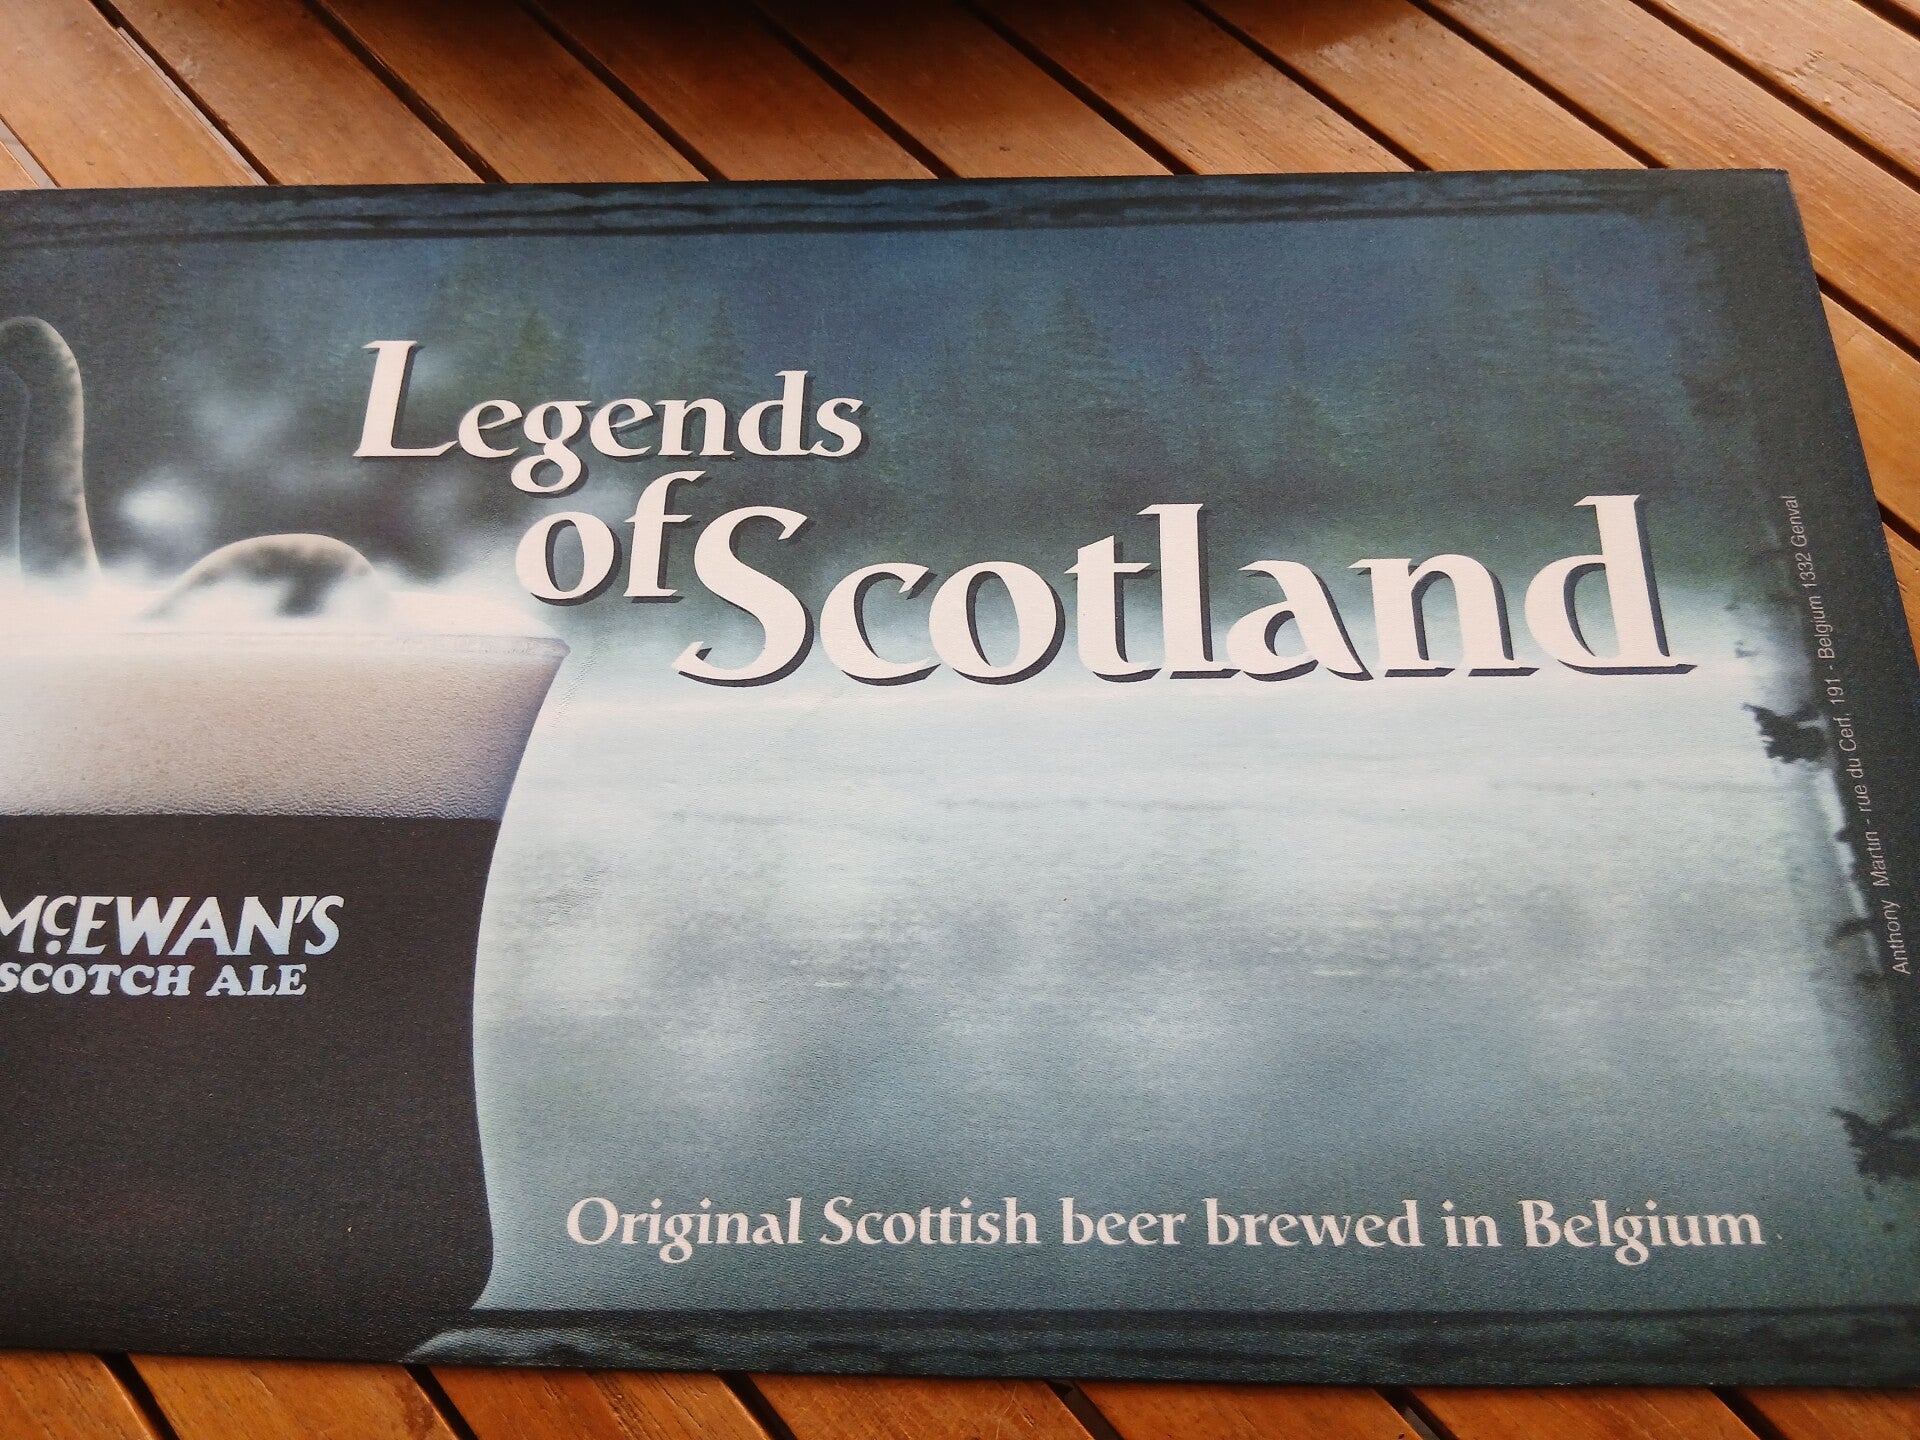 Legends
of Scotland
McEWAN'S
SCOTCH ALE
Original Scottish beer brewed in Belgium
Anthony Martin - rue du Cerf, 191 - Belgium 1332 Genval